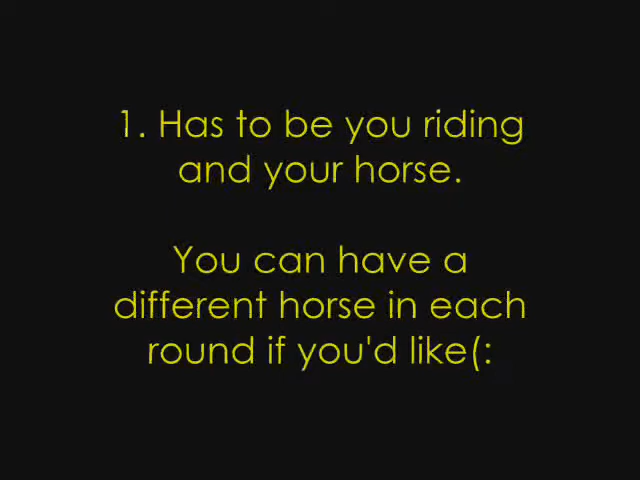 1. Has to be you riding
and your horse.
You can have a
different horse in each
round if you'd like(: